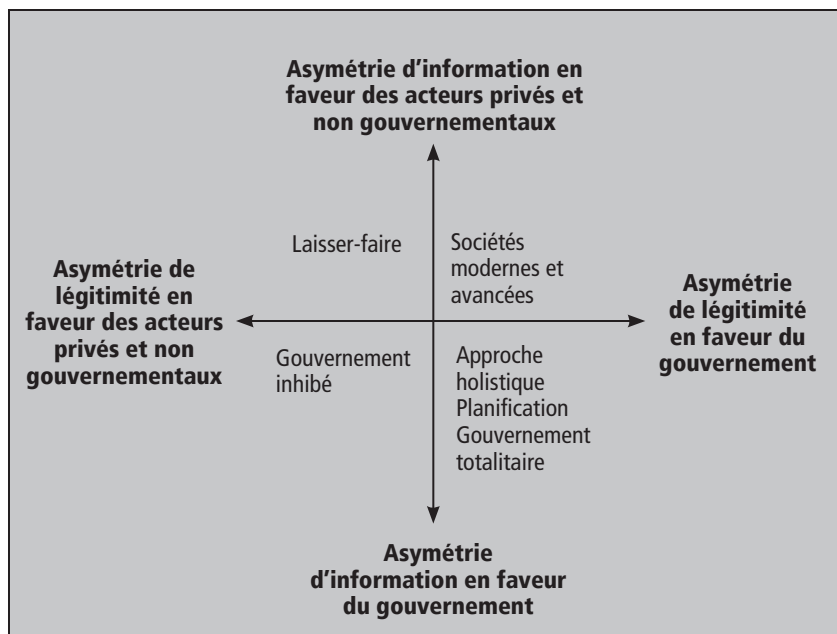 Asymétrie d'information en
faveur des acteurs privés et
non gouvernementaux
Laisser-faire
Sociétés
modernes et
avancées
Asymétrie de
légitimité en
faveur des acteurs
privés et non
gouvernementaux
Asymétrie
de légitimité
en faveur du
gouvernement
Gouvernement
inhibé
Approche
holistique
Planification
Gouvernement
totalitaire
Asymétrie
d'information en faveur
du gouvernement